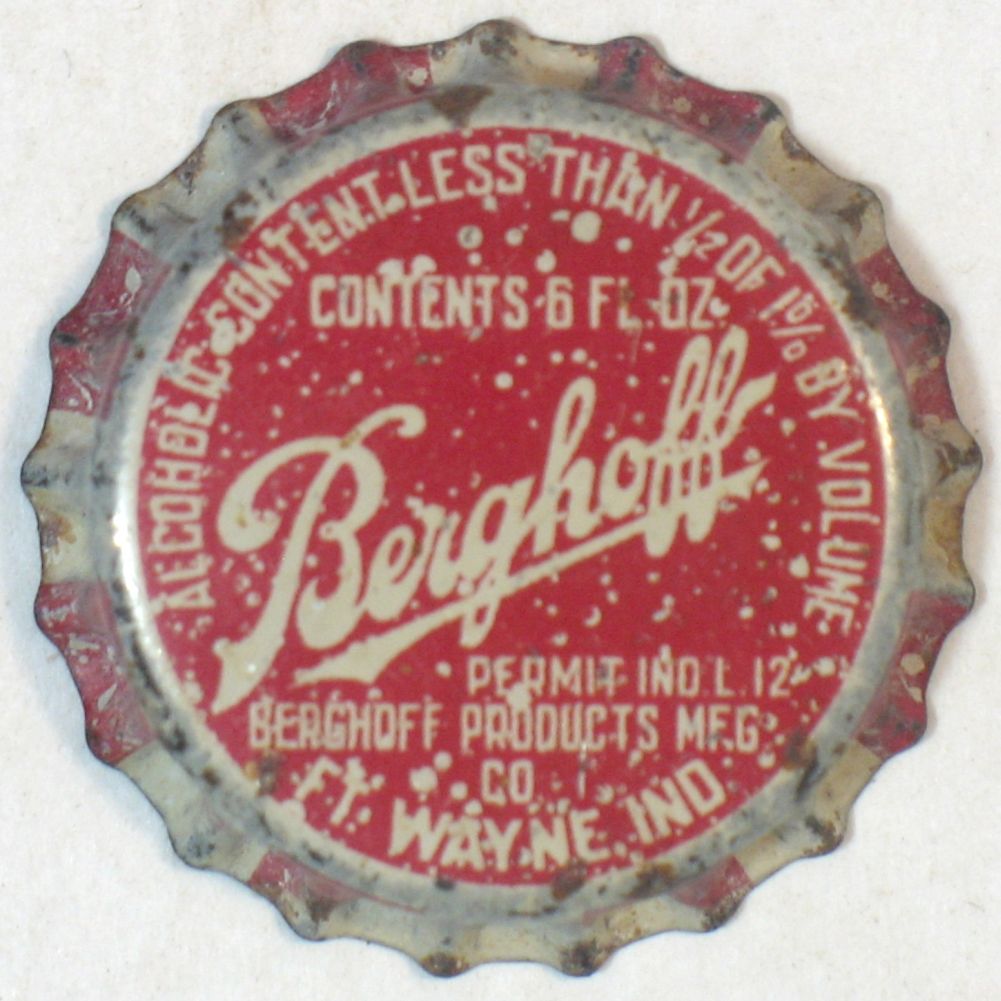 ALCOHOLIC CONTENT LESS THAN 1/2 OF 1% BY VOLUME
CONTENTS 6 FL. OZ.
Berghoff
PERMIT IND. L. 12
BERGHOFF PRODUCTS MFG.
CO.
FT. WAYNE, IND.